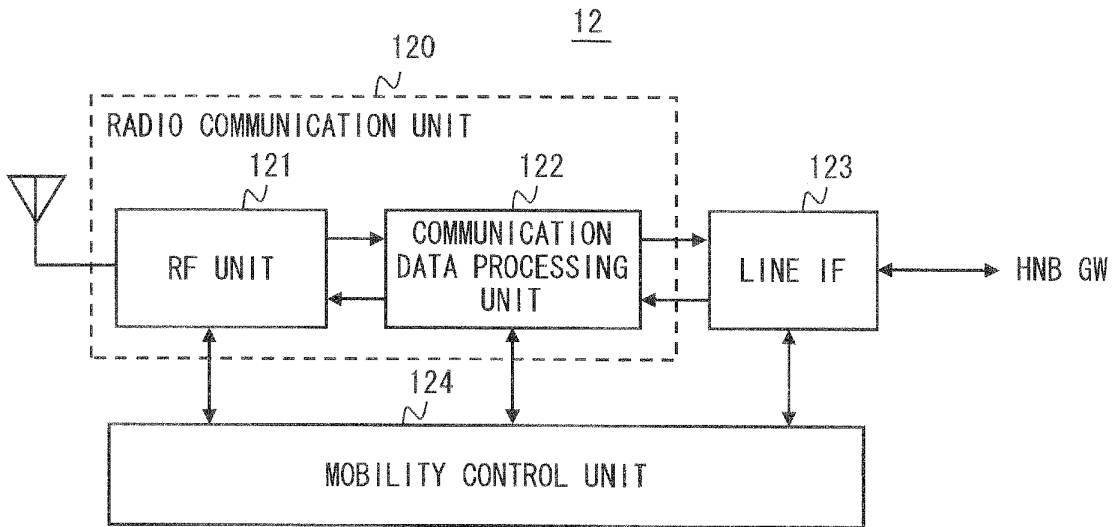 12
120
RADIO COMMUNICATION UNIT
121
122
123
RF UNIT
COMMUNICATION
DATA PROCESSING
UNIT
LINE IF
HNB GW
124
MOBILITY CONTROL UNIT